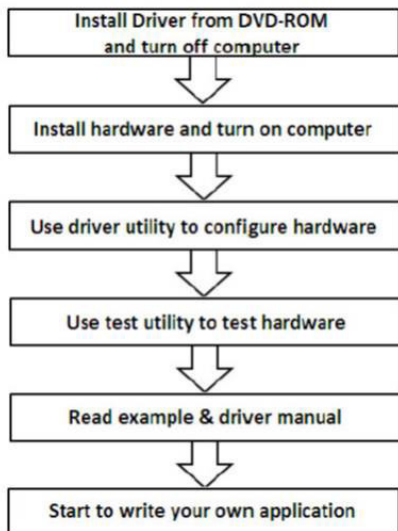 Install Driver from DVD-ROM
and turn off computer
Install hardware and turn on computer
Use driver utility to configure hardware
Use test utility to test hardware
Read example & driver manual
Start to write your own application